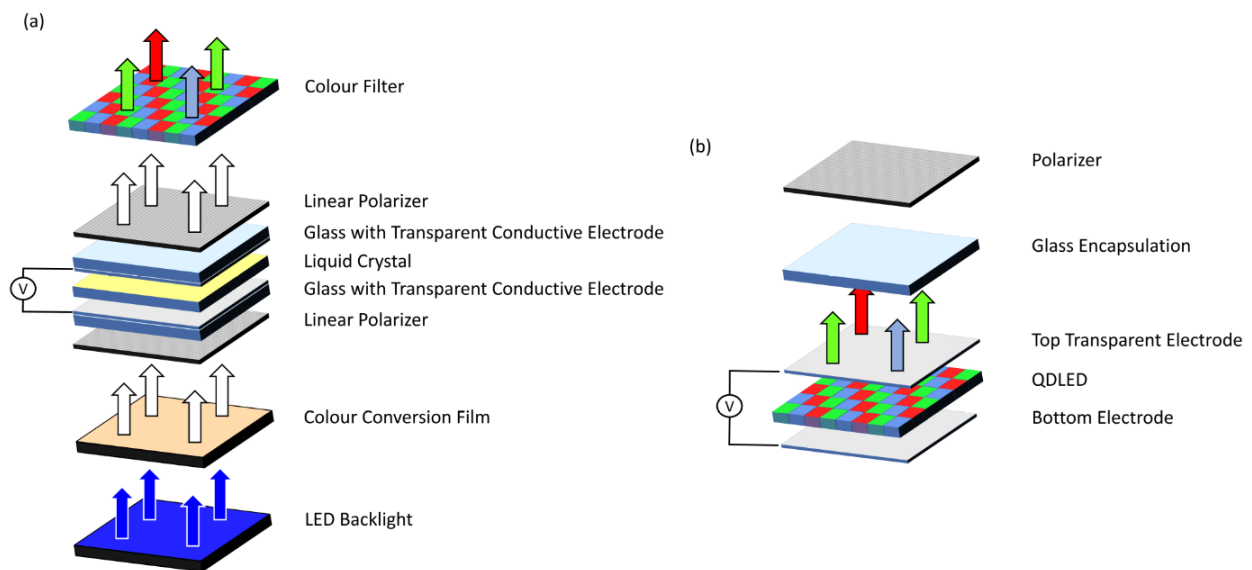 (a)
Colour Filter
Linear Polarizer
Glass with Transparent Conductive Electrode
Liquid Crystal
Glass with Transparent Conductive Electrode
Linear Polarizer
V
Colour Conversion Film
LED Backlight
(b)
Polarizer
Glass Encapsulation
Top Transparent Electrode
QDLED
Bottom Electrode
V